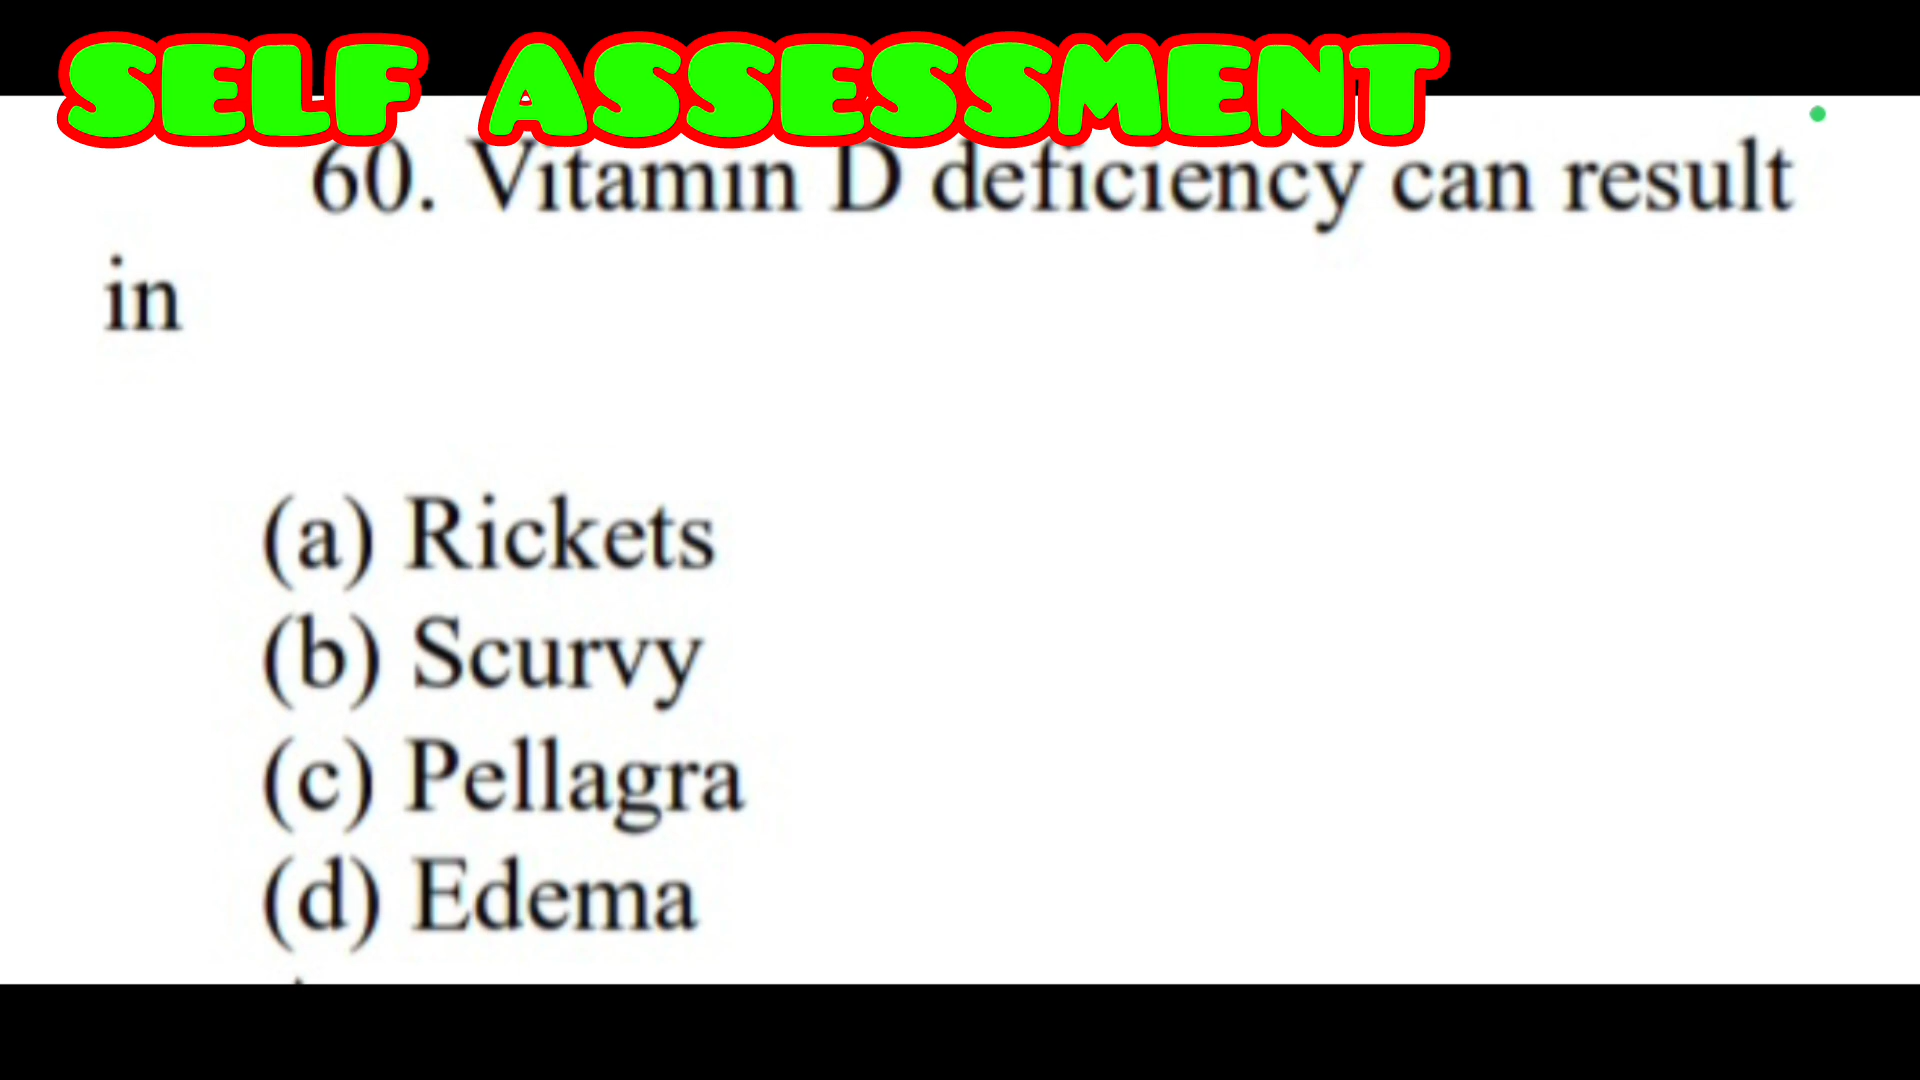 SELF ASSESSMENT
60. Vitamin D deficiency can result
in
(a) Rickets
(b) Scurvy
(c) Pellagra
(d) Edema